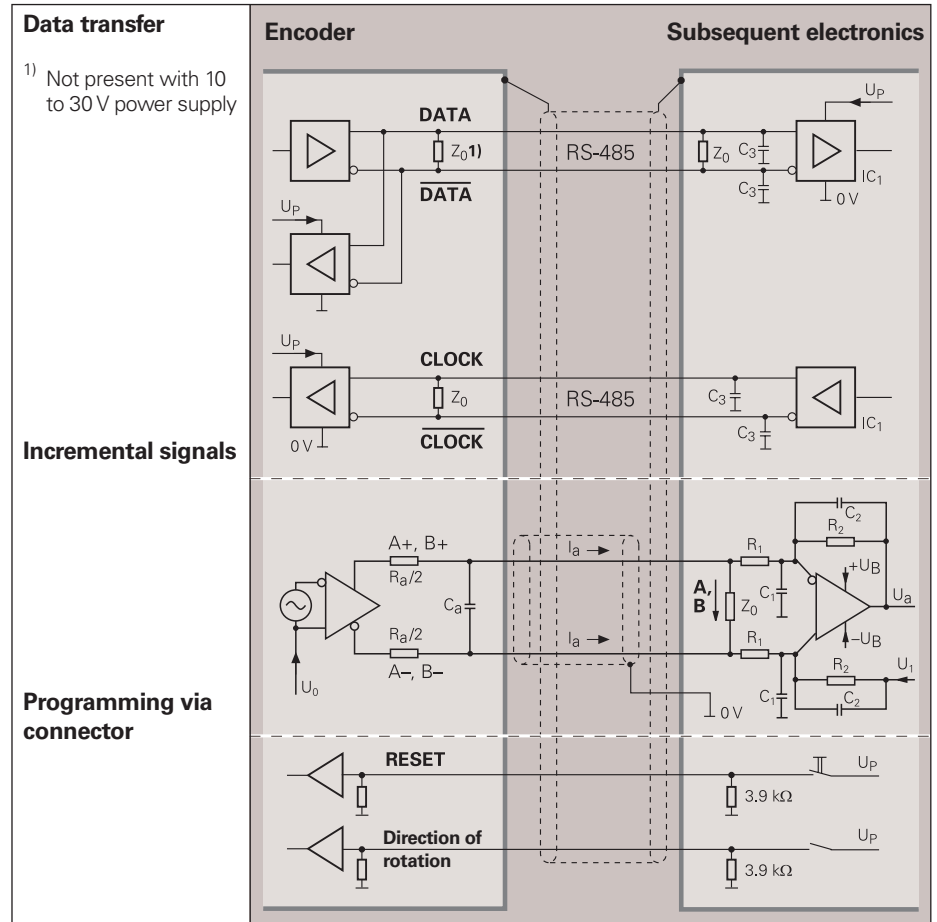 Data transfer
1) Not present with 10
to 30 V power supply
Encoder
Subsequent electronics
DATA
Z0 1)
DATA
RS-485
Z0
C3
C3
UP
IC1
0 V
UP
UP
CLOCK
Z0
CLOCK
0 V
RS-485
C3
C3
IC1
Incremental signals
A+, B+
Ra/2
Ca
Ra/2
A–, B–
U0
Ia
Ia
0 V
A,
B
Z0
R1
C1
R1
C1
C2
R2
+UB
Ua
–UB
R2
U1
C2
Programming via
connector
RESET
UP
3.9 kΩ
Direction of
rotation
UP
3.9 kΩ